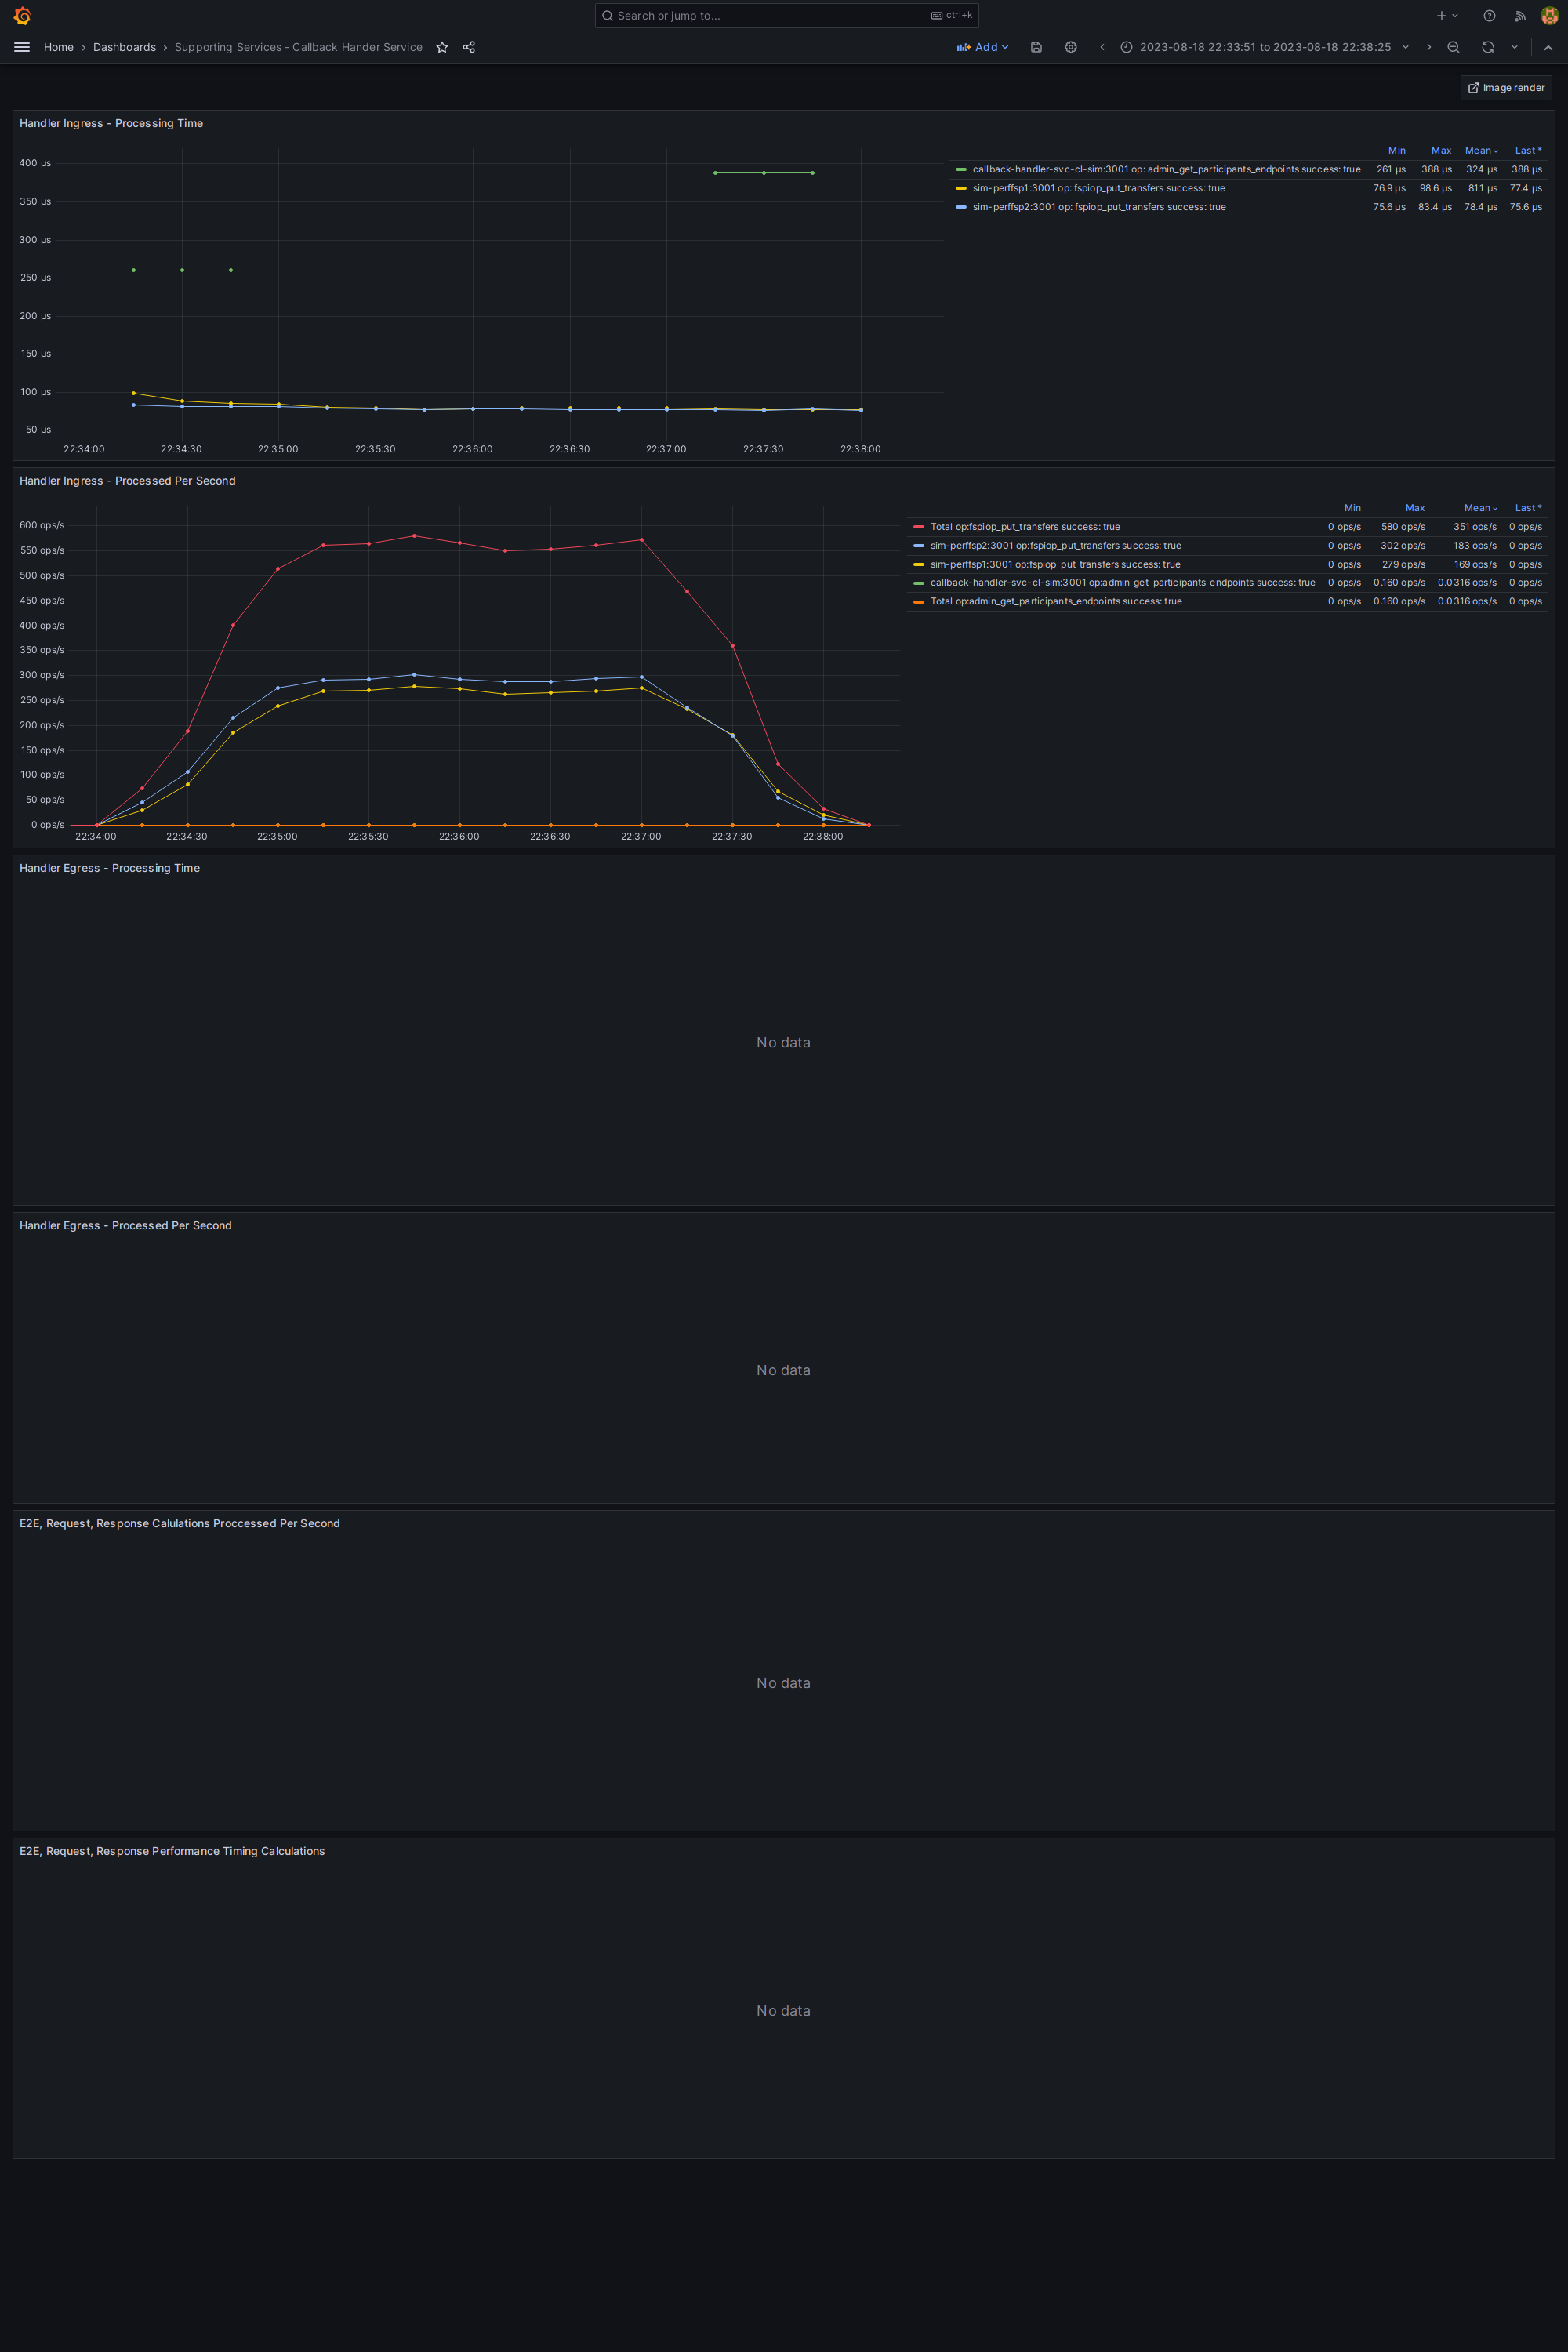 Search or jump to... ctrl+k
Home › Dashboards › Supporting Services - Callback Hander Service Add 2023-08-18 22:33:51 to 2023-08-18 22:38:25
Image render
Handler Ingress - Processing Time
Min Max Mean Last *
callback-handler-svc-cl-sim:3001 op: admin_get_participants_endpoints success: true 261 µs 388 µs 324 µs 388 µs
sim-perffsp1:3001 op: fspiop_put_transfers success: true 76.9 µs 98.6 µs 81.1 µs 77.4 µs
sim-perffsp2:3001 op: fspiop_put_transfers success: true 75.6 µs 83.4 µs 78.4 µs 75.6 µs
400 µs
350 µs
300 µs
250 µs
200 µs
150 µs
100 µs
50 µs
22:34:00 22:34:30 22:35:00 22:35:30 22:36:00 22:36:30 22:37:00 22:37:30 22:38:00
Handler Ingress - Processed Per Second
Min Max Mean Last *
Total op:fspiop_put_transfers success: true 0 ops/s 580 ops/s 351 ops/s 0 ops/s
sim-perffsp2:3001 op:fspiop_put_transfers success: true 0 ops/s 302 ops/s 183 ops/s 0 ops/s
sim-perffsp1:3001 op:fspiop_put_transfers success: true 0 ops/s 279 ops/s 169 ops/s 0 ops/s
callback-handler-svc-cl-sim:3001 op:admin_get_participants_endpoints success: true 0 ops/s 0.160 ops/s 0.0316 ops/s 0 ops/s
Total op:admin_get_participants_endpoints success: true 0 ops/s 0.160 ops/s 0.0316 ops/s 0 ops/s
600 ops/s
550 ops/s
500 ops/s
450 ops/s
400 ops/s
350 ops/s
300 ops/s
250 ops/s
200 ops/s
150 ops/s
100 ops/s
50 ops/s
0 ops/s
22:34:00 22:34:30 22:35:00 22:35:30 22:36:00 22:36:30 22:37:00 22:37:30 22:38:00
Handler Egress - Processing Time
No data
Handler Egress - Processed Per Second
No data
E2E, Request, Response Calulations Proccessed Per Second
No data
E2E, Request, Response Performance Timing Calculations
No data